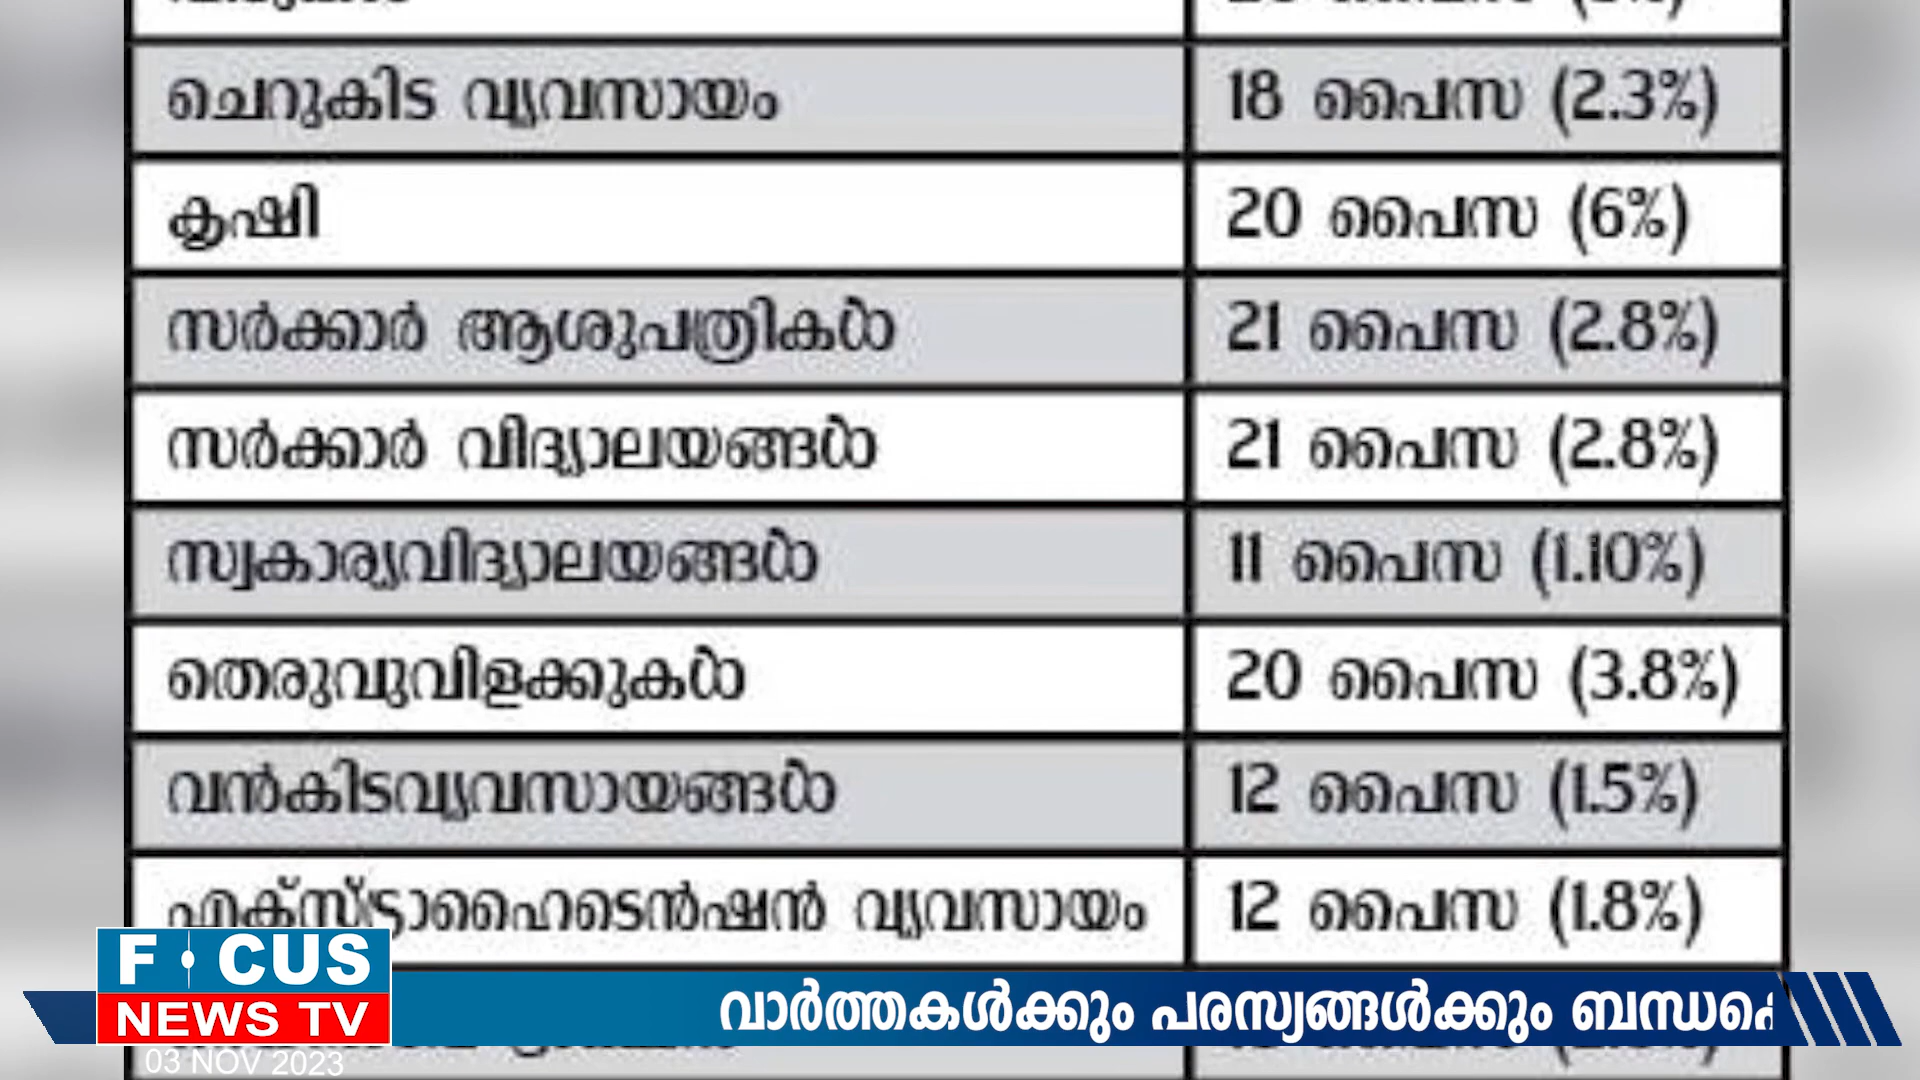 ചെറുകിട വ്യവസായം 18 പൈസ (2.3%)
കൃഷി 20 പൈസ (6%)
സർക്കാർ ആശുപത്രികൾ 21 പൈസ (2.8%)
സർക്കാർ വിദ്യാലയങ്ങൾ 21 പൈസ (2.8%)
സ്വകാര്യവിദ്യാലയങ്ങൾ 11 പൈസ (1.10%)
തെരുവുവിളക്കുകൾ 20 പൈസ (3.8%)
വൻകിടവ്യവസായങ്ങൾ 12 പൈസ (1.5%)
എക്സ്ട്രാഹൈടെൻഷൻ വ്യവസായം 12 പൈസ (1.8%)
FOCUS
NEWS TV
വാർത്തകൾക്കും പരസ്യങ്ങൾക്കും
03 NOV 2023